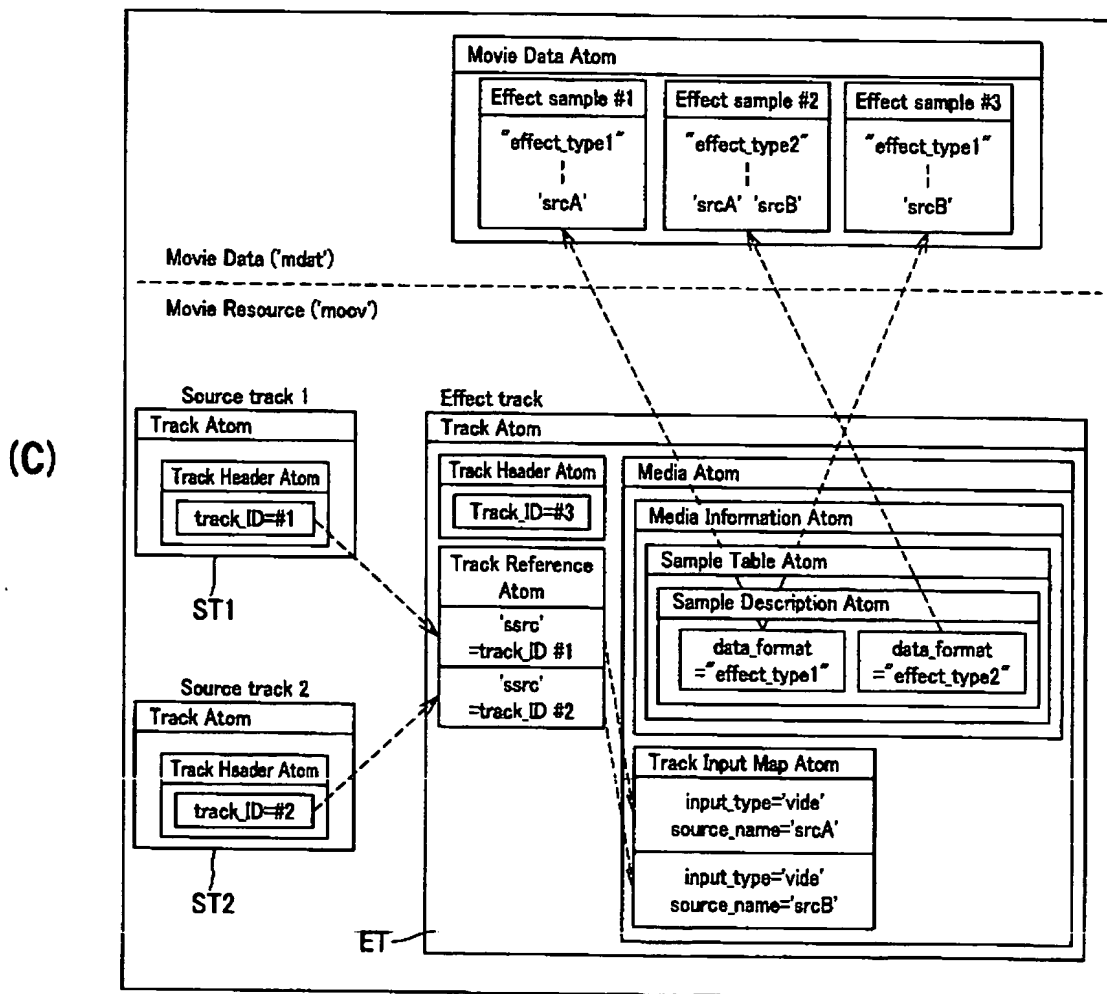 Movie Data Atom
Effect sample #1
"effect_type1"
'srcA'
Effect sample #2
"effect_type2"
'srcA' 'srcB'
Effect sample #3
"effect_type1"
'srcB'
Movie Data ('mdat')
Movie Resource ('moov')
(C)
Source track 1
Track Atom
Track Header Atom
track_ID=#1
ST1
Source track 2
Track Atom
Track Header Atom
track_ID=#2
ST2
Effect track
Track Atom
Track Header Atom
Track_ID=#3
Track Reference
Atom
'ssrc'
=track_ID #1
'ssrc'
=track_ID #2
Media Atom
Media Information Atom
Sample Table Atom
Sample Description Atom
data_format
="effect_type1"
data_format
="effect_type2"
Track Input Map Atom
input_type='vide'
source_name='srcA'
input_type='vide'
source_name='srcB'
ET